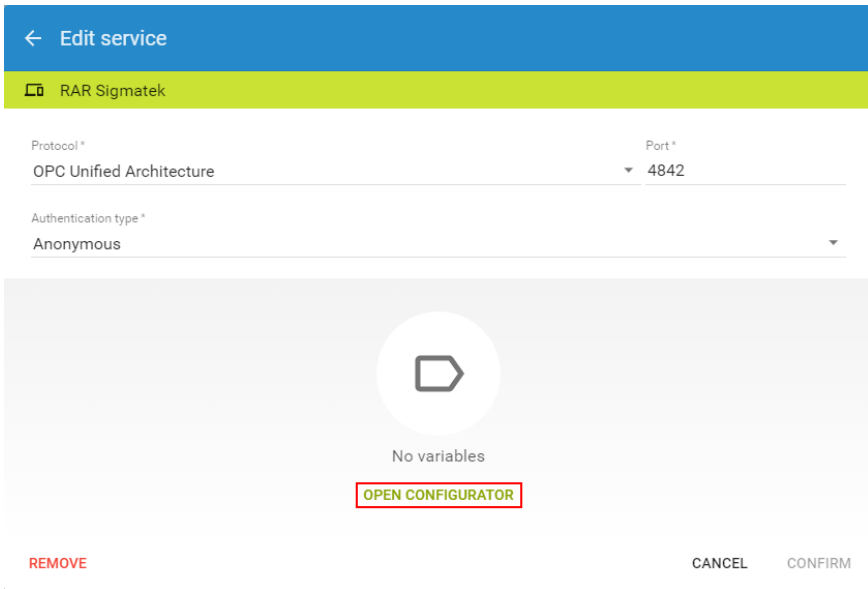 Edit service
RAR Sigmatek
Protocol * Port *
OPC Unified Architecture 4842
Authentication type *
Anonymous
No variables
OPEN CONFIGURATOR
REMOVE CANCEL CONFIRM